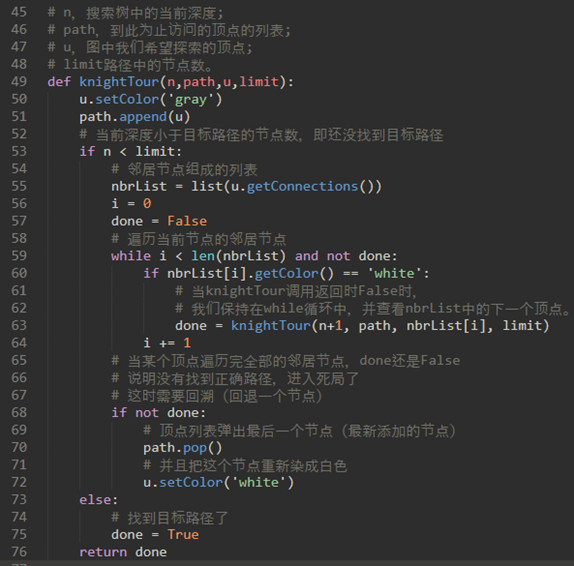 45 # n, 搜索树中的当前深度;
46 # path, 到此为止访问的顶点的列表;
47 # u, 图中我们希望探索的顶点;
48 # limit路径中的节点数。
49 def knightTour(n,path,u,limit):
50     u.setColor('gray')
51     path.append(u)
52     # 当前深度小于目标路径的节点数，即还没找到目标路径
53     if n < limit:
54         # 邻居节点组成的列表
55         nbrList = list(u.getConnections())
56         i = 0
57         done = False
58         # 遍历当前节点的邻居节点
59         while i < len(nbrList) and not done:
60             if nbrList[i].getColor() == 'white':
61                 # 当knightTour调用返回时False时，
62                 # 我们保持在while循环中，并查看nbrList中的下一个顶点。
63                 done = knightTour(n+1, path, nbrList[i], limit)
64             i += 1
65         # 当某个顶点遍历完全部的邻居节点，done还是False
66         # 说明没有找到正确路径，进入死局了
67         # 这时需要回溯（回退一个节点）
68         if not done:
69             # 顶点列表弹出最后一个节点（最新添加的节点）
70             path.pop()
71             # 并且把这个节点重新染成白色
72             u.setColor('white')
73     else:
74         # 找到目标路径了
75         done = True
76     return done